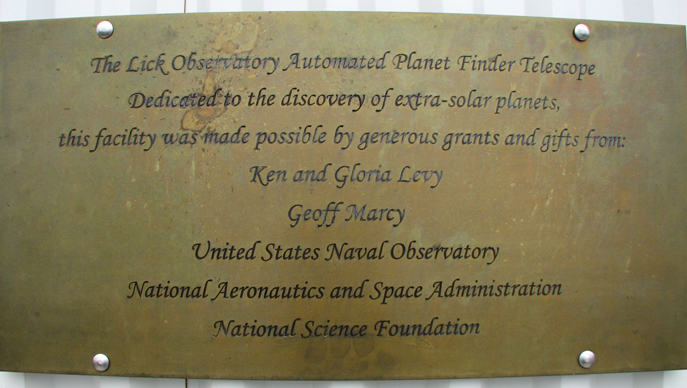 The Lick Observatory Automated Planet Finder Telescope
Dedicated to the discovery of extra-solar planets,
this facility was made possible by generous grants and gifts from:
Ken and Gloria Levy
Geoff Marcy
United States Naval Observatory
National Aeronautics and Space Administration
National Science Foundation